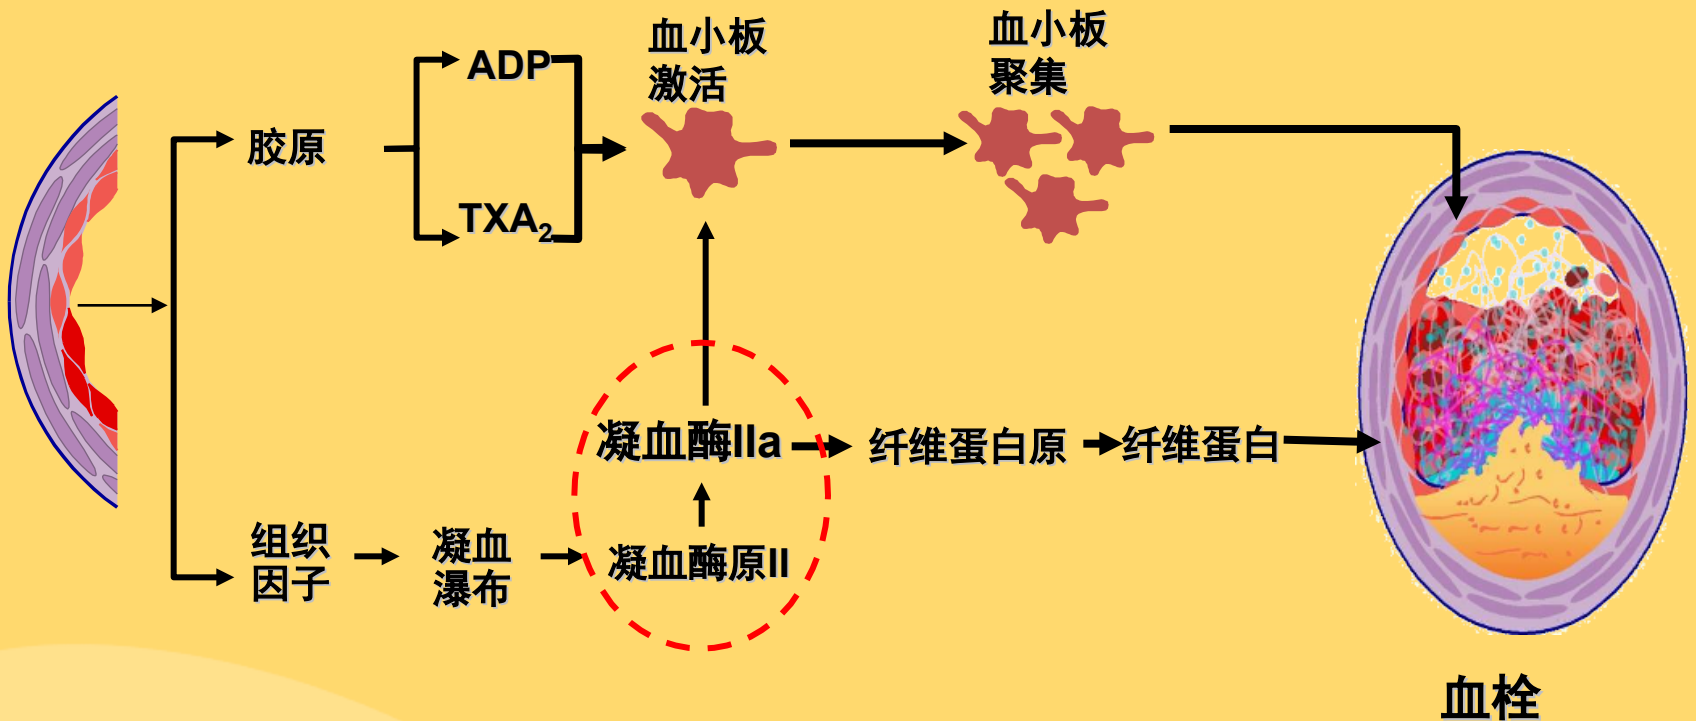 血小板
激活
血小板
聚集
ADP
胶原
TXA2
凝血酶IIa
纤维蛋白原
纤维蛋白
组织
因子
凝血
瀑布
凝血酶原II
血栓